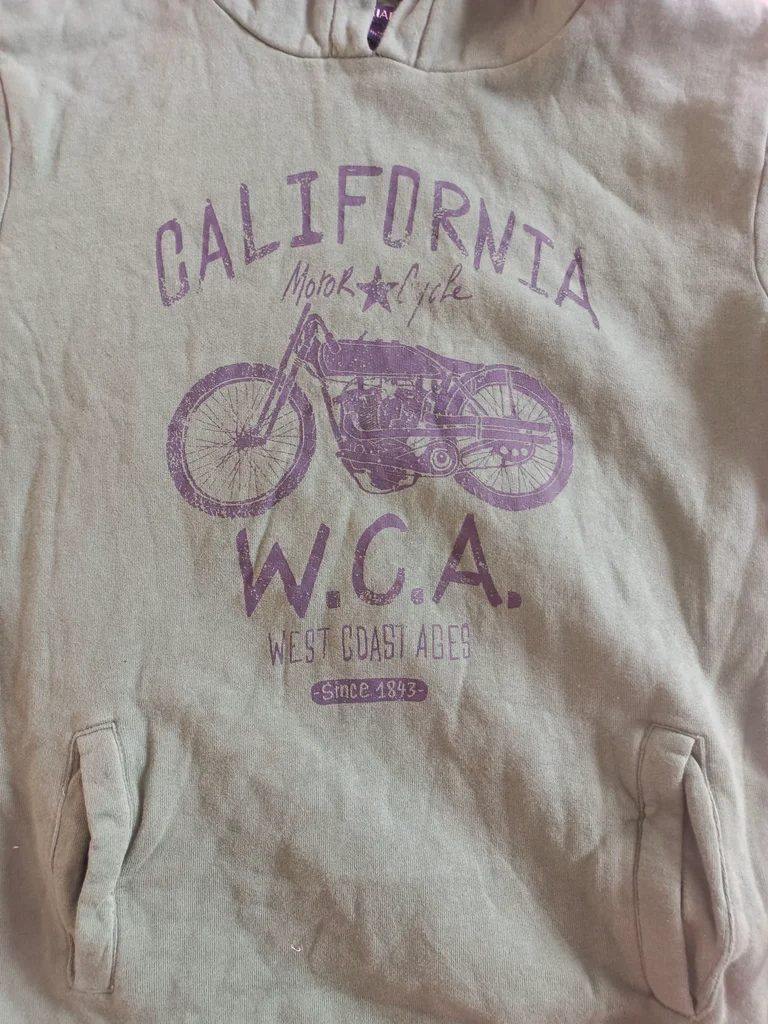 CALIFORNIA
MotoR ★ Cycle
W.C.A.
WEST COAST AGES
-Since 1843-